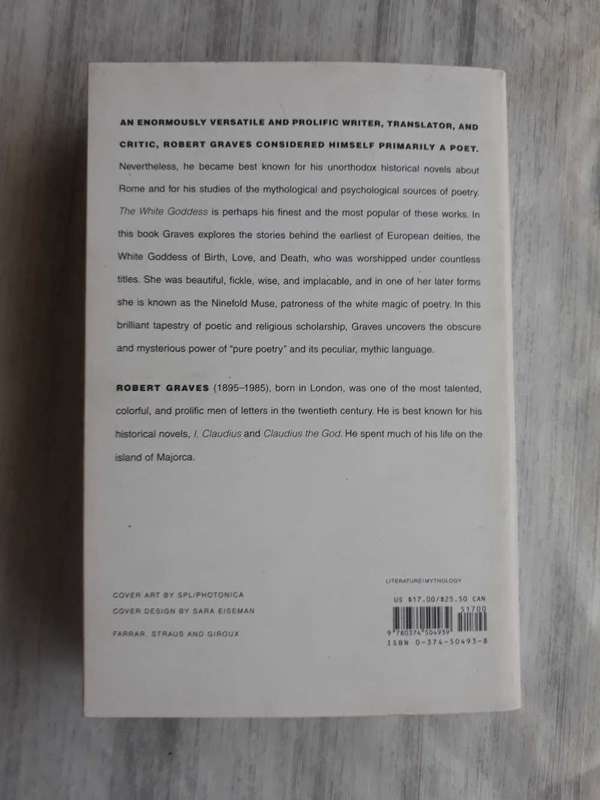 AN ENORMOUSLY VERSATILE AND PROLIFIC WRITER, TRANSLATOR, AND
CRITIC, ROBERT GRAVES CONSIDERED HIMSELF PRIMARILY A POET.
Nevertheless, he became best known for his unorthodox historical novels about
Rome and for his studies of the mythological and psychological sources of poetry.
The White Goddess is perhaps his finest and the most popular of these works. In
this book Graves explores the stories behind the earliest of European deities, the
White Goddess of Birth, Love, and Death, who was worshipped under countless
titles. She was beautiful, fickle, wise, and implacable, and in one of her later forms
she is known as the Ninefold Muse, patroness of the white magic of poetry. In this
brilliant tapestry of poetic and religious scholarship, Graves uncovers the obscure
and mysterious power of "pure poetry" and its peculiar, mythic language.
ROBERT GRAVES (1895–1985), born in London, was one of the most talented,
colorful, and prolific men of letters in the twentieth century. He is best known for his
historical novels, I, Claudius and Claudius the God. He spent much of his life on the
island of Majorca.
COVER ART BY SPL/PHOTONICA
COVER DESIGN BY SARA EISEMAN
FARRAR, STRAUS AND GIROUX
LITERATURE/MYTHOLOGY
US $17.00/$25.50 CAN
51700
9 780374 504939
ISBN 0-374-50493-8